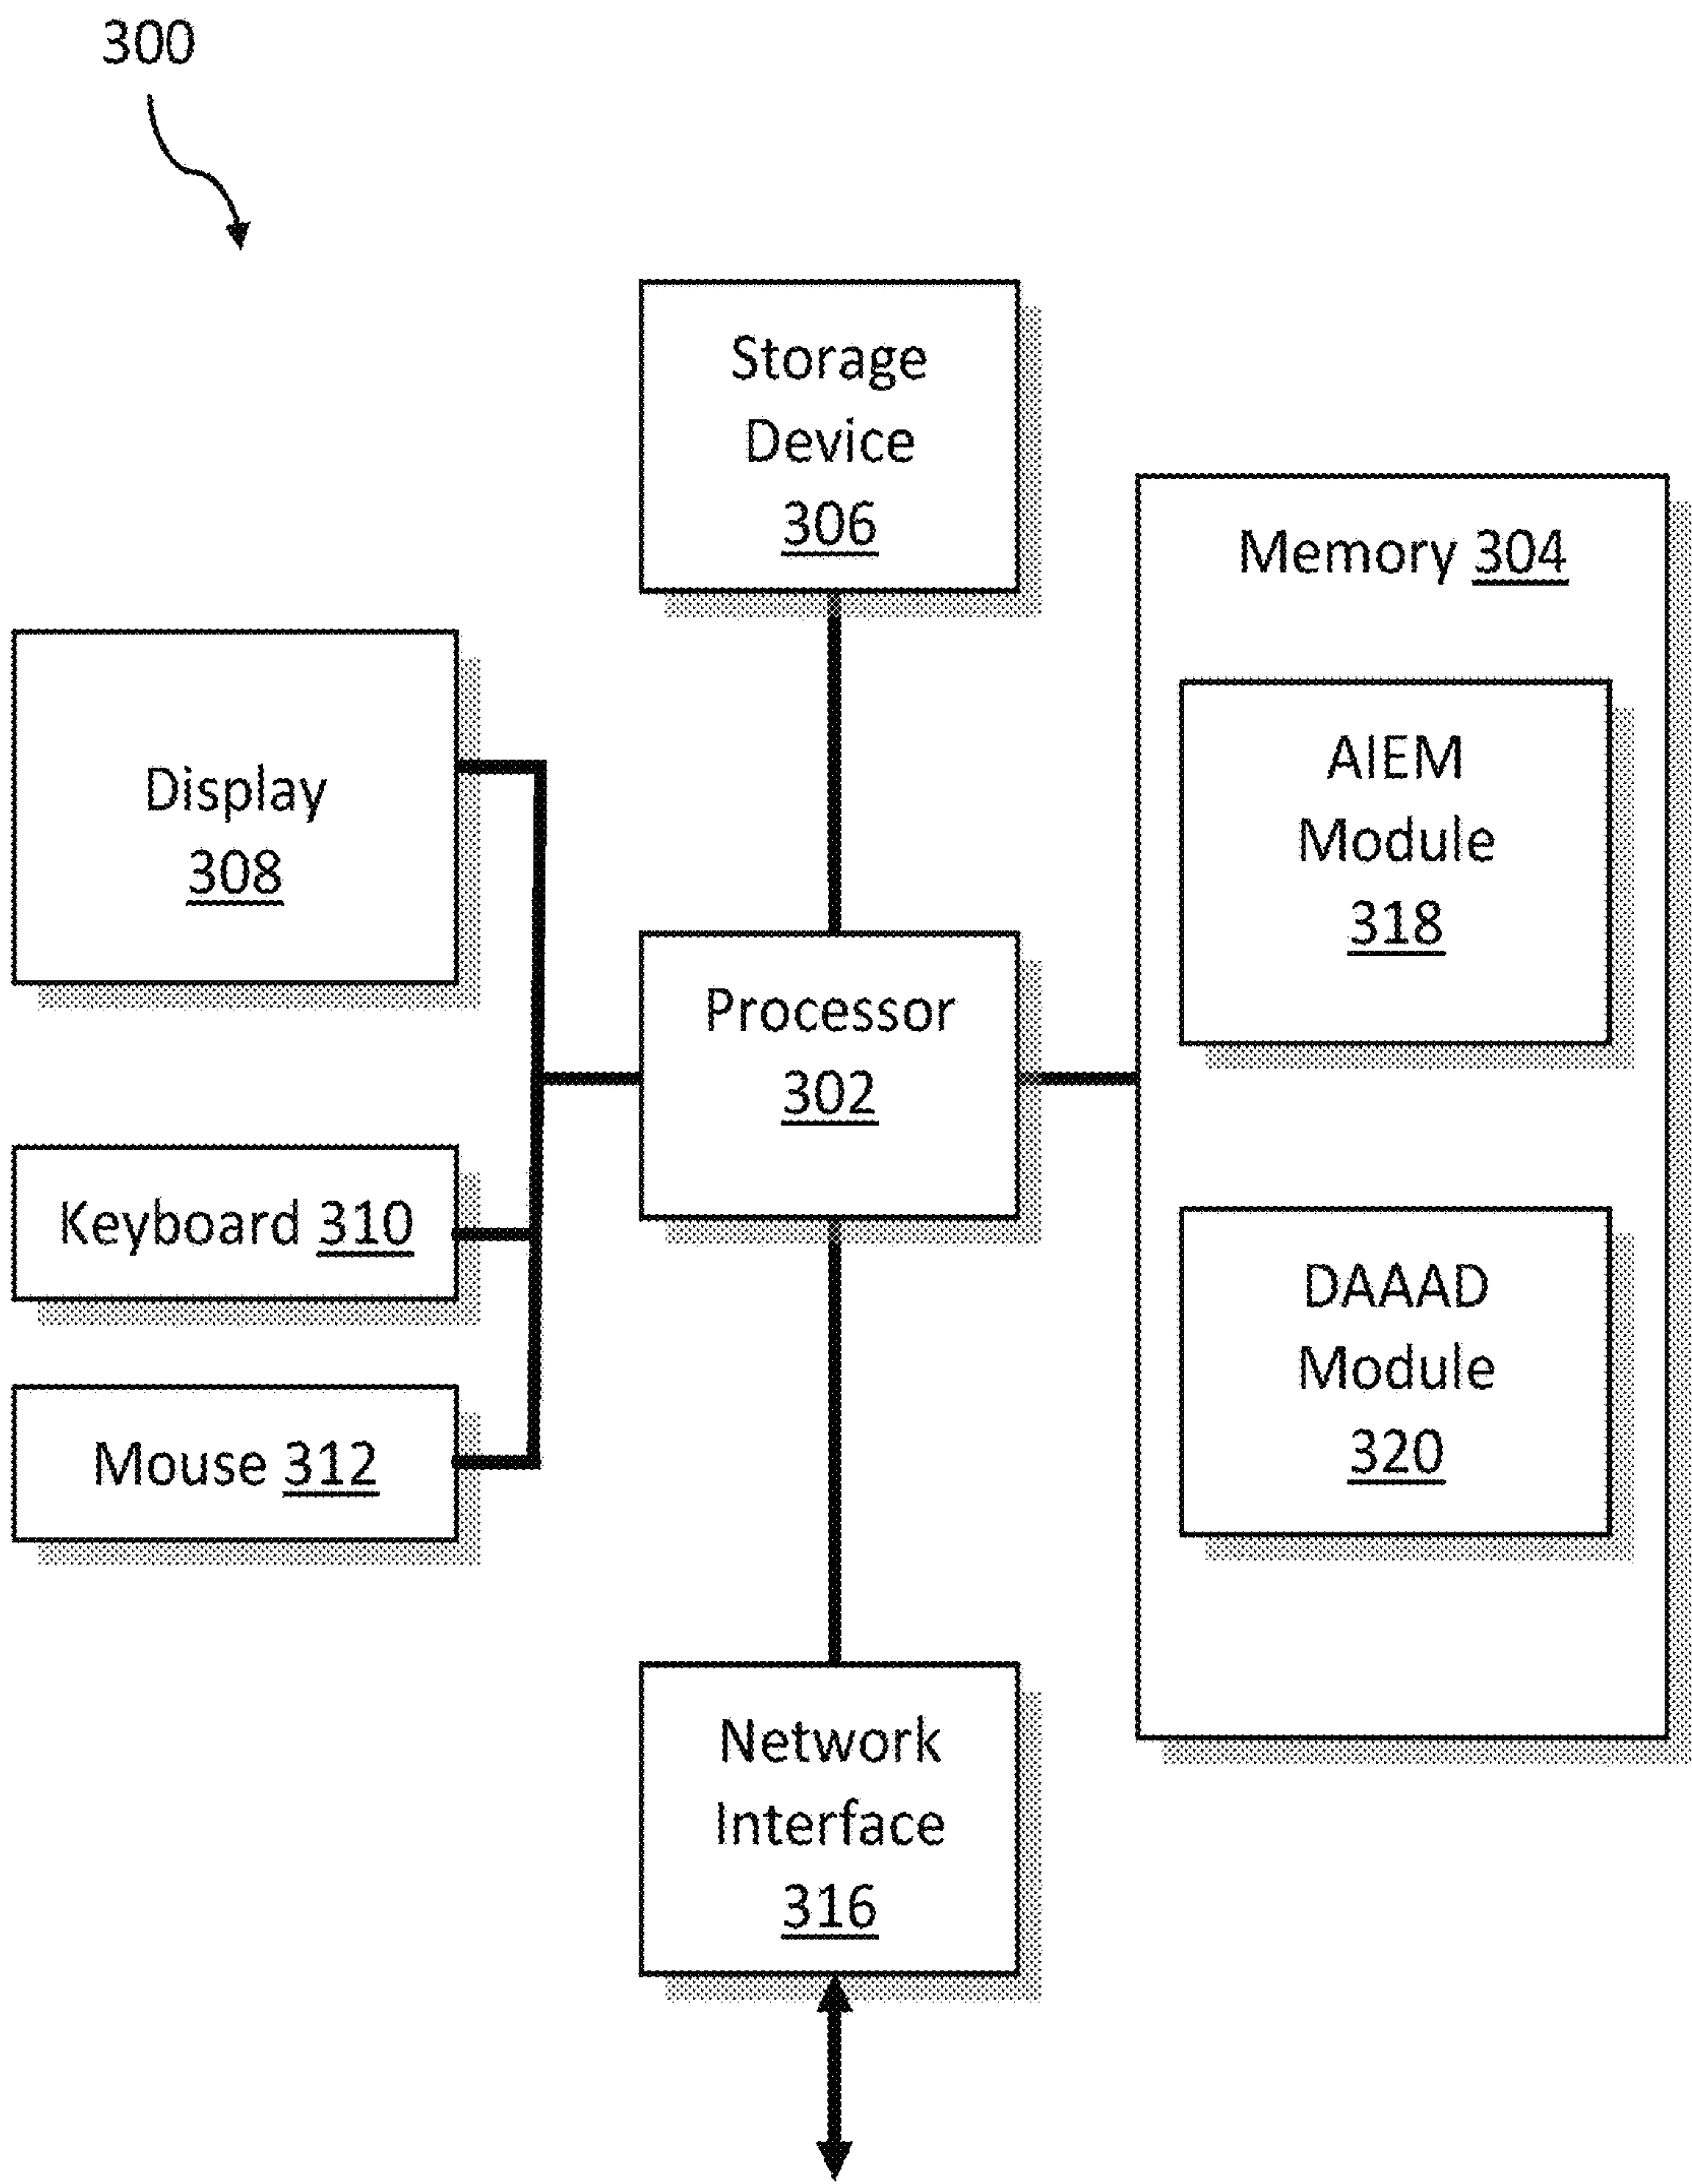 300
Storage
Device
306
Memory 304
AIEM
Module
318
Display
308
Processor
302
Keyboard 310
DAAAD
Module
320
Mouse 312
Network
Interface
316